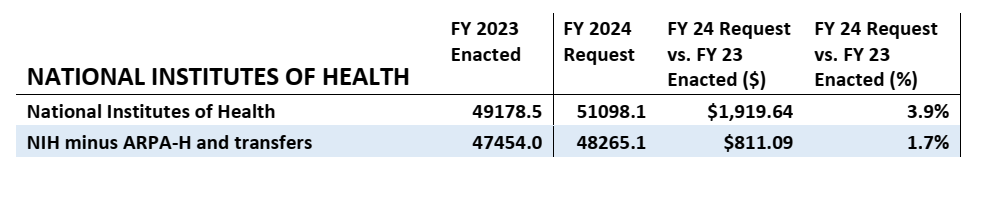 FY 2023 FY 2024 FY 24 Request FY 24 Request
Enacted Request vs. FY 23 vs. FY 23
NATIONAL INSTITUTES OF HEALTH Enacted ($) Enacted (%)
National Institutes of Health 49178.5 51098.1 $1,919.64 3.9%
NIH minus ARPA-H and transfers 47454.0 48265.1 $811.09 1.7%